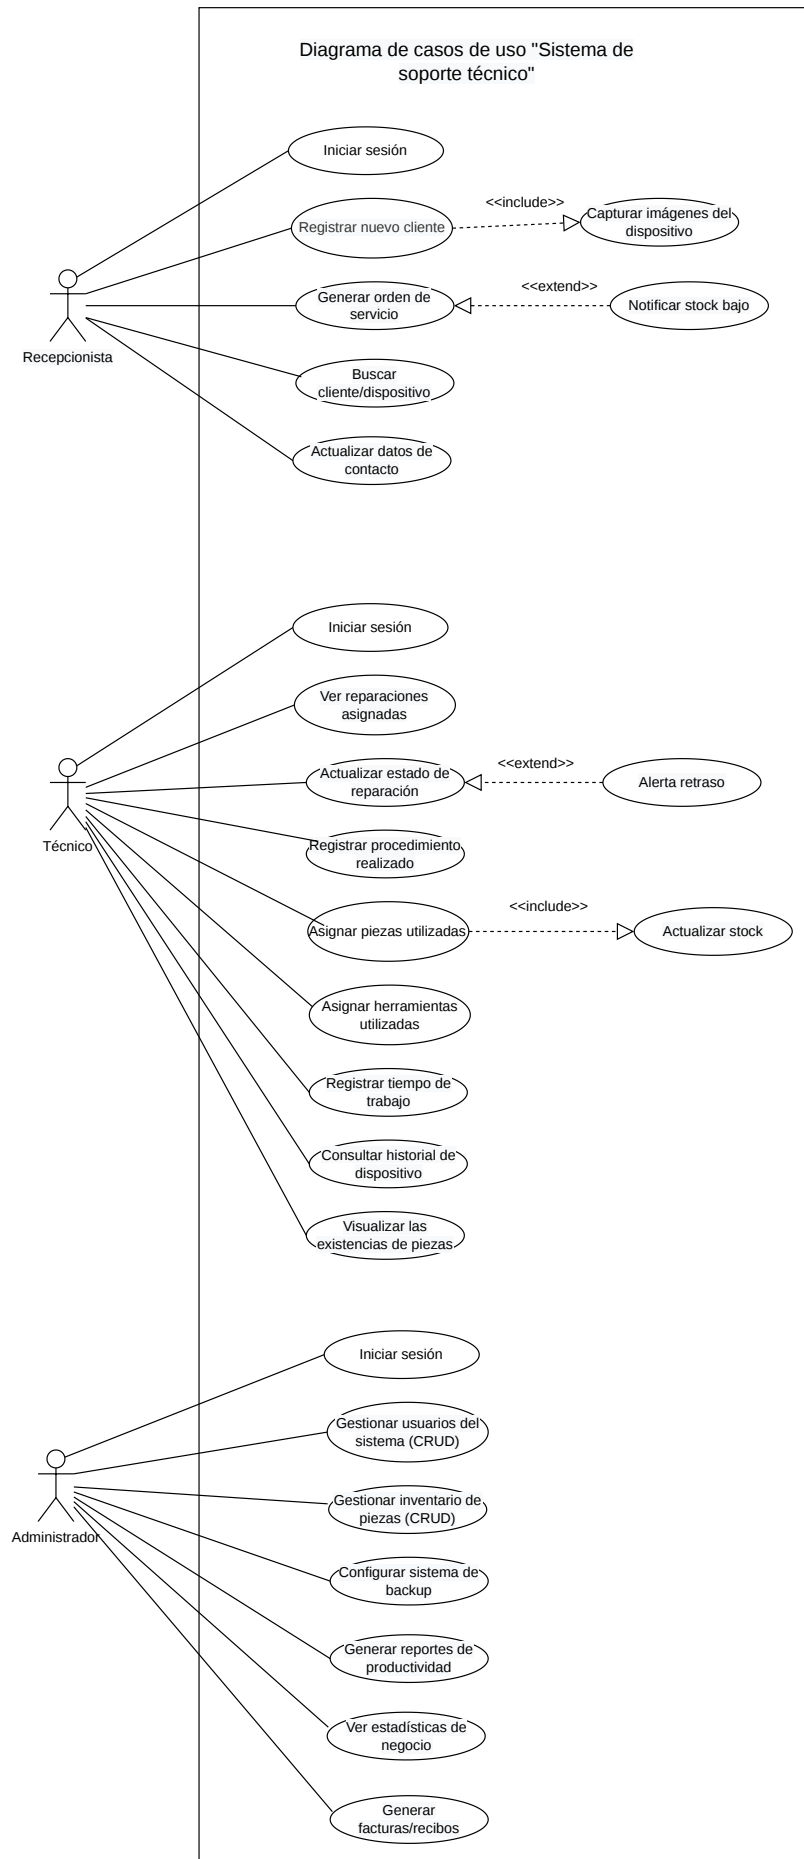 Diagrama de casos de uso "Sistema de
soporte técnico"
Iniciar sesión
<<include>>
Registrar nuevo cliente
Capturar imágenes del
dispositivo
<<extend>>
Generar orden de
servicio
Notificar stock bajo
Recepcionista
Buscar
cliente/dispositivo
Actualizar datos de
contacto
Iniciar sesión
Ver reparaciones
asignadas
<<extend>>
Actualizar estado de
reparación
Alerta retraso
Técnico
Registrar procedimiento
realizado
<<include>>
Asignar piezas utilizadas
Actualizar stock
Asignar herramientas
utilizadas
Registrar tiempo de
trabajo
Consultar historial de
dispositivo
Visualizar las
existencias de piezas
Iniciar sesión
Gestionar usuarios del
sistema (CRUD)
Gestionar inventario de
piezas (CRUD)
Administrador
Configurar sistema de
backup
Generar reportes de
productividad
Ver estadísticas de
negocio
Generar
facturas/recibos